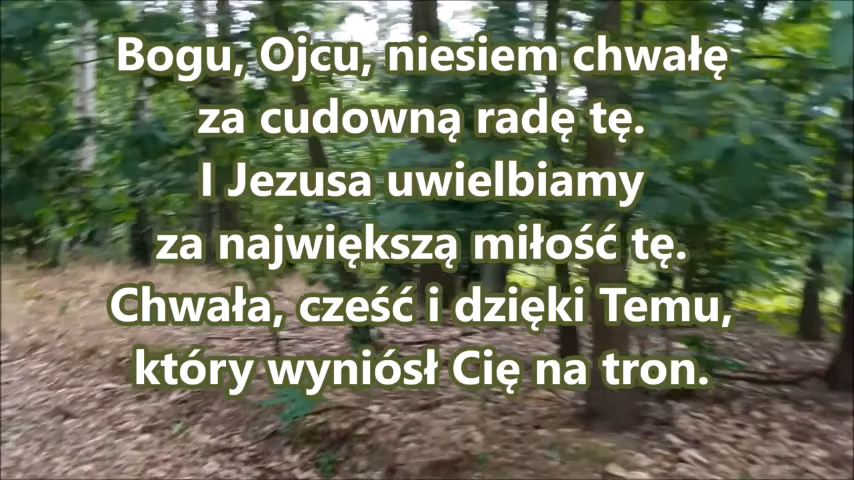 Bogu, Ojcu, niesiem chwałę
za cudowną radę tę.
I Jezusa uwielbiamy
za największą miłość tę.
Chwała, cześć i dzięki Temu,
który wyniósł Cię na tron.